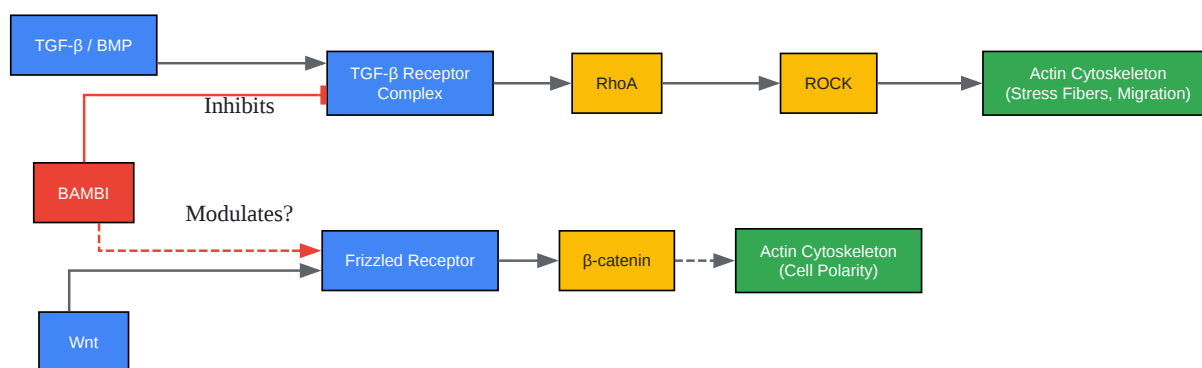 TGF-β / BMP
TGF-β Receptor
Complex
RhoA
ROCK
Actin Cytoskeleton
(Stress Fibers, Migration)
Inhibits
BAMBI
Modulates?
Frizzled Receptor
β-catenin
Actin Cytoskeleton
(Cell Polarity)
Wnt